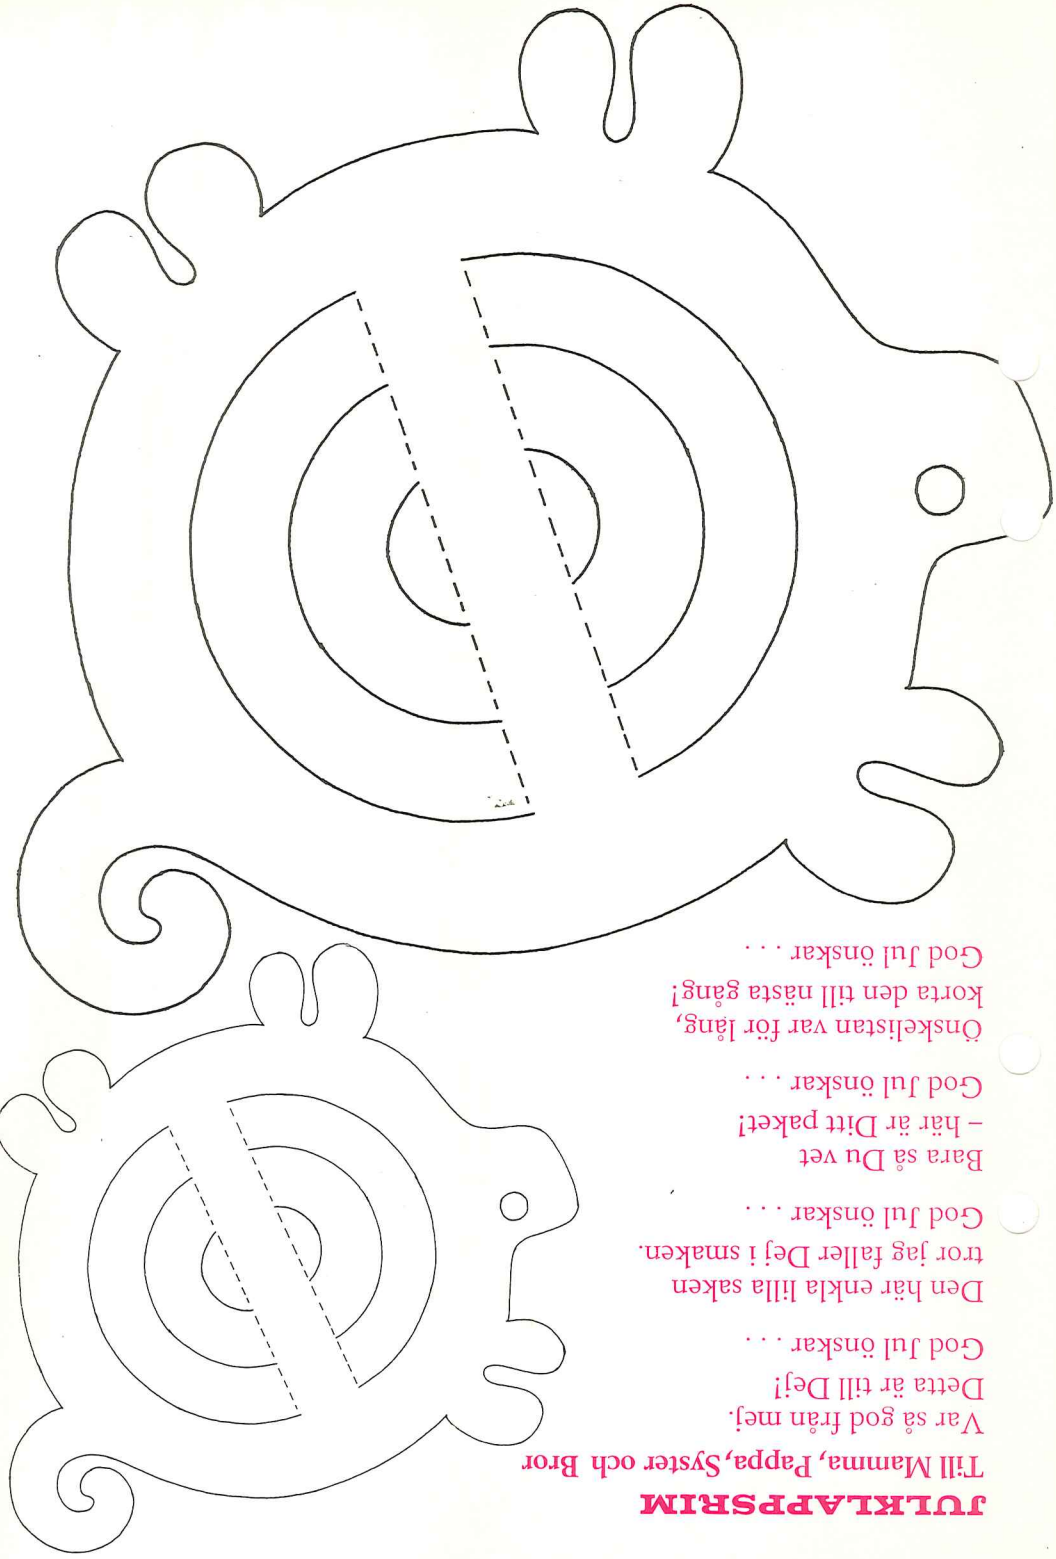 JULKLAPPSRIM
Till Mamma, Pappa, Syster och Bror
Var så god från mej.
Detta är till Dej!
God Jul önskar . . .
Den här enkla lilla saken
tror jag faller Dej i smaken.
God Jul önskar . . .
Bara så Du vet
– här är Ditt paket!
God Jul önskar . . .
Önskelistan var för lång,
korta den till nästa gång!
God Jul önskar . . .